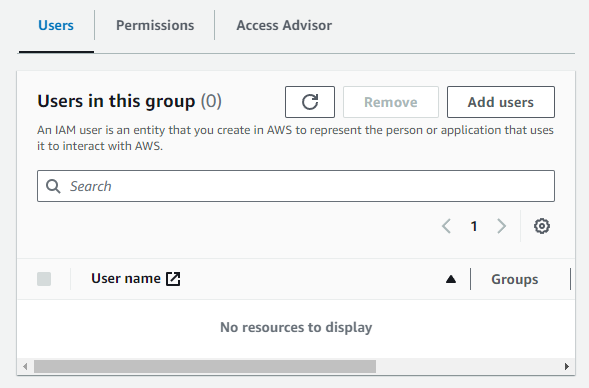 Users Permissions Access Advisor
Users in this group (0) Remove Add users
An IAM user is an entity that you create in AWS to represent the person or application that uses
it to interact with AWS.
Search
1
User name Groups
No resources to display